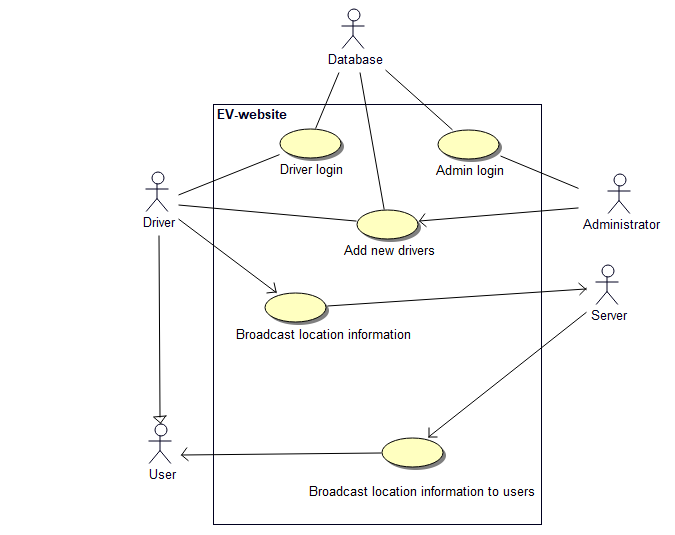 Database
EV-website
Driver login
Admin login
Driver
Administrator
Add new drivers
Server
Broadcast location information
User
Broadcast location information to users